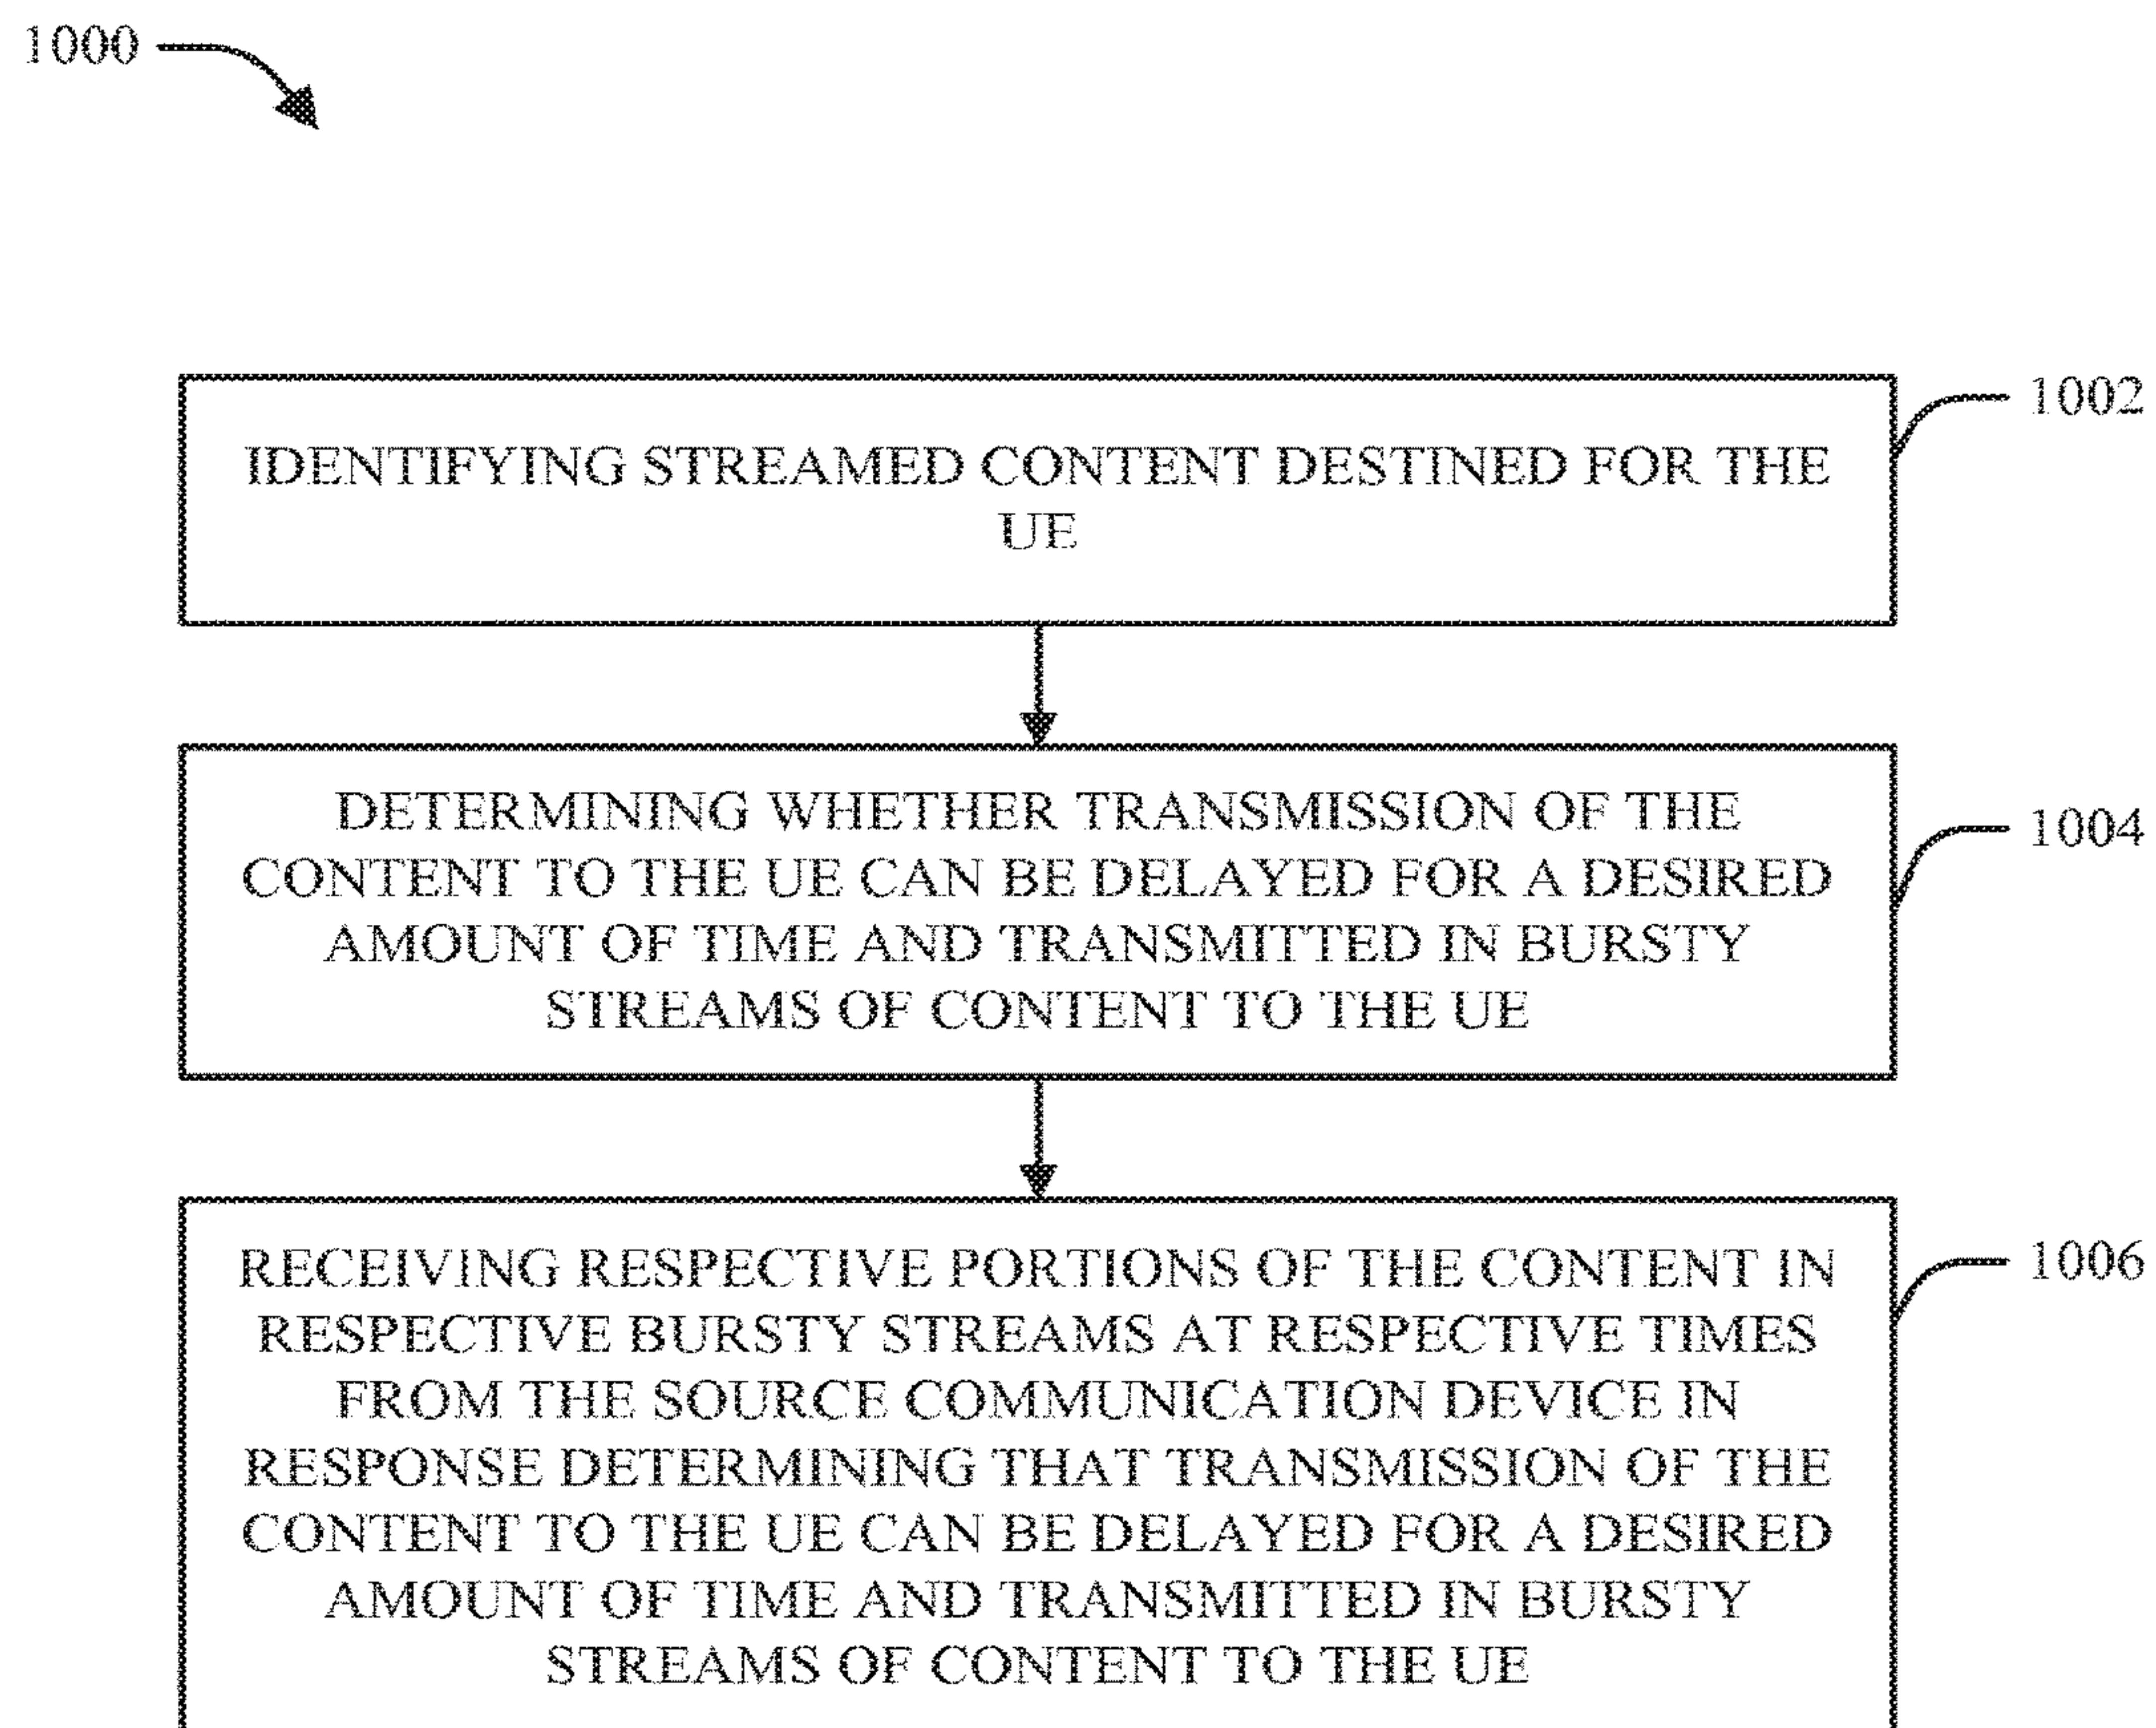 1000
IDENTIFYING STREAMED CONTENT DESTINED FOR THE
UE
1002
DETERMINING WHETHER TRANSMISSION OF THE
CONTENT TO THE UE CAN BE DELAYED FOR A DESIRED
AMOUNT OF TIME AND TRANSMITTED IN BURSTY
STREAMS OF CONTENT TO THE UE
1004
RECEIVING RESPECTIVE PORTIONS OF THE CONTENT IN
RESPECTIVE BURSTY STREAMS AT RESPECTIVE TIMES
FROM THE SOURCE COMMUNICATION DEVICE IN
RESPONSE DETERMINING THAT TRANSMISSION OF THE
CONTENT TO THE UE CAN BE DELAYED FOR A DESIRED
AMOUNT OF TIME AND TRANSMITTED IN BURSTY
STREAMS OF CONTENT TO THE UE
1006